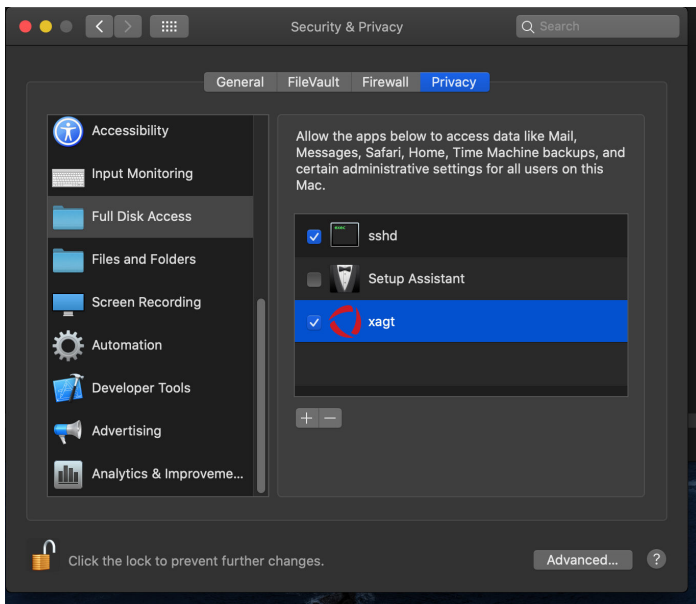 Security & Privacy
Search
General
FileVault
Firewall
Privacy
Accessibility
Input Monitoring
Full Disk Access
Files and Folders
Screen Recording
Automation
Developer Tools
Advertising
Analytics & Improveme...
Allow the apps below to access data like Mail,
Messages, Safari, Home, Time Machine backups, and
certain administrative settings for all users on this
Mac.
exec
sshd
Setup Assistant
xagt
+
−
Click the lock to prevent further changes.
Advanced...
?